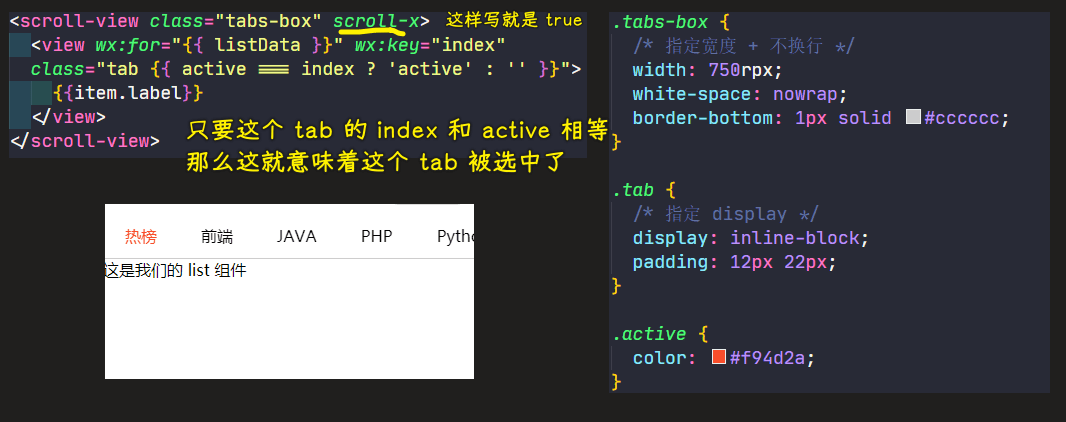 <scroll-view class="tabs-box" scroll-x> 这样写就是 true
<view wx:for="{{ listData }}" wx:key="index"
class="tab {{ active === index ? 'active' : '' }}">
{{item.label}}
</view>
</scroll-view>
只要这个 tab 的 index 和 active 相等
那么这就意味着这个 tab 被选中了
热榜 前端 JAVA PHP Pytho
这是我们的 list 组件
.tabs-box {
/* 指定宽度 + 不换行 */
width: 750rpx;
white-space: nowrap;
border-bottom: 1px solid #cccccc;
}
.tab {
/* 指定 display */
display: inline-block;
padding: 12px 22px;
}
.active {
color: #f94d2a;
}